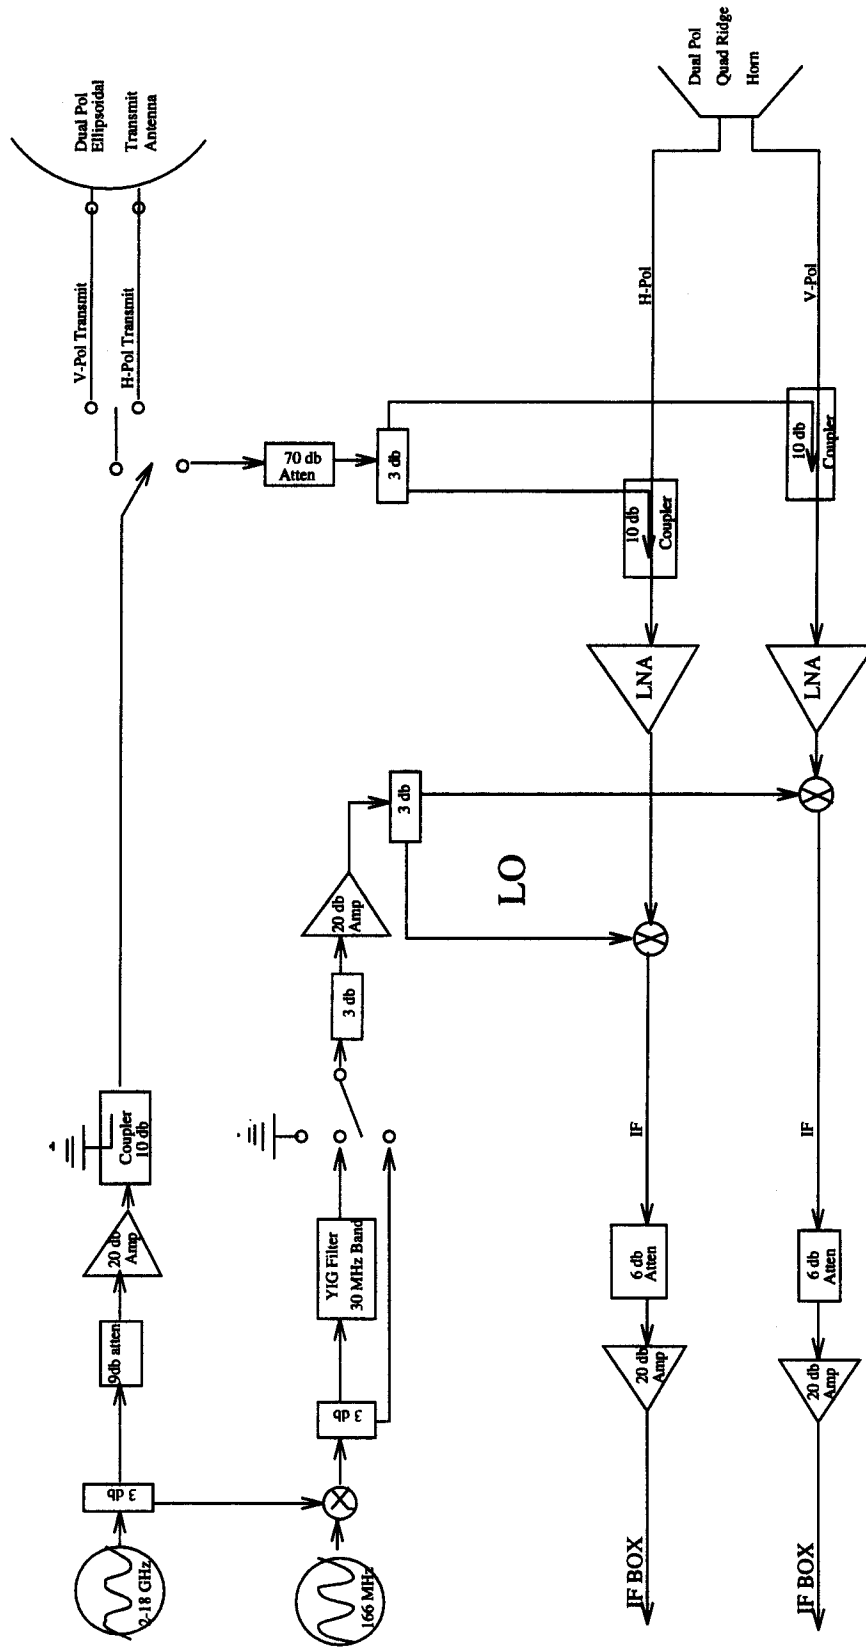 Dual Pol
Ellipsoidal
Transmit
Antenna
V-Pol Transmit
H-Pol Transmit
Dual Pol
Quad Ridge
Horn
H-Pol
V-Pol
70 db
Atten
3 db
10 db
Coupler
10 db
Coupler
LNA
LNA
3 db
LO
20 db
Amp
3 db
Coupler
10 db
20 db
Amp
9db atten
3 db
2-18 GHz
YIG Filter
30 MHz Band
3 db
166 MHz
IF
IF
6 db
Atten
6 db
Atten
20 db
Amp
20 db
Amp
IF BOX
IF BOX